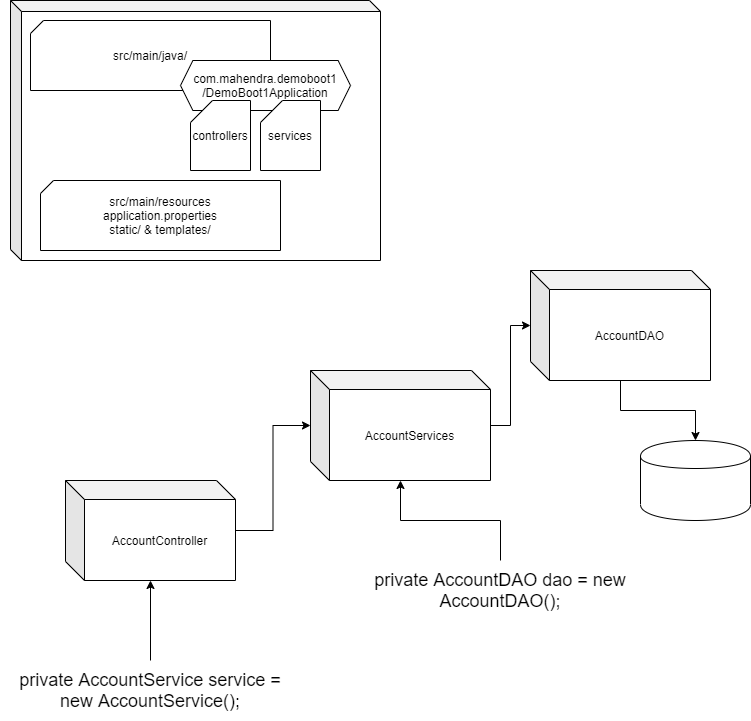 src/main/java/
com.mahendra.demoboot1
/DemoBoot1Application
controllers
services
src/main/resources
application.properties
static/ & templates/
AccountDAO
AccountServices
AccountController
private AccountDAO dao = new
AccountDAO();
private AccountService service =
new AccountService();